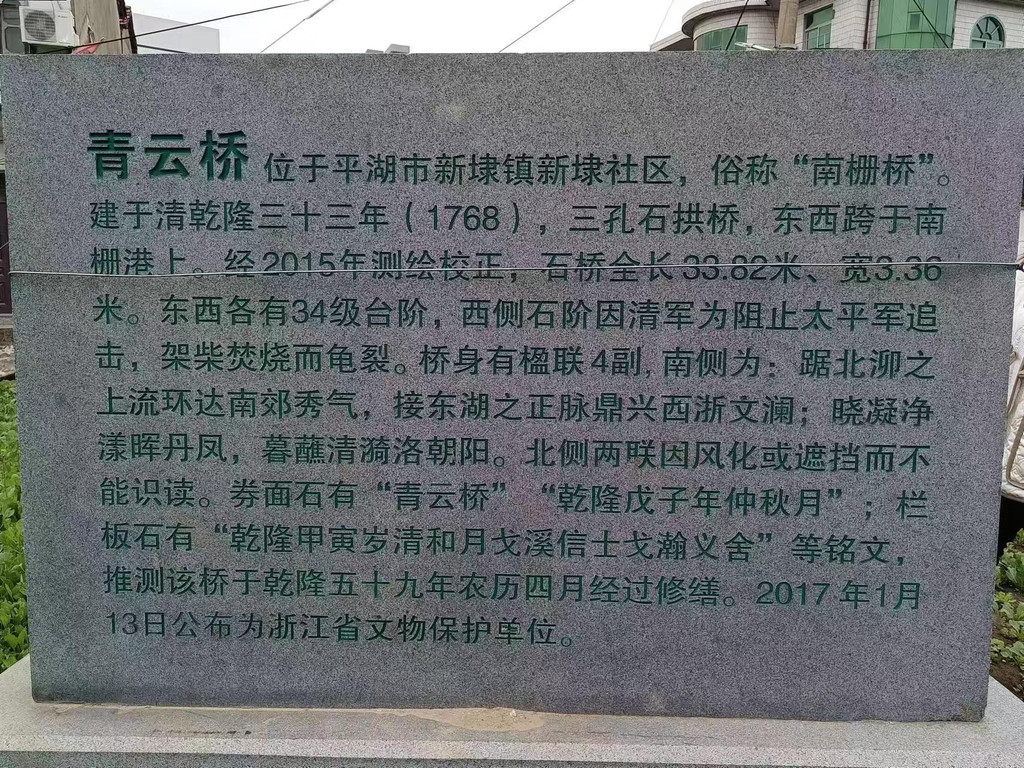 青云桥 位于平湖市新埭镇新埭社区，俗称“南栅桥”。
建于清乾隆三十三年（1768），三孔石拱桥，东西跨于南
栅港上。经2015年测绘校正，石桥全长33.82米、宽3.36
米。东西各有34级台阶，西侧石阶因清军为阻止太平军追
击，架柴焚烧而龟裂。桥身有楹联4副，南侧为：踞北泖之
上流环达南郊秀气，接东湖之正脉鼎兴西浙文澜；晓凝净
漾晖丹凤，暮蘸清漪洛朝阳。北侧两联因风化或遮挡而不
能识读。券面石有“青云桥”“乾隆戊子年仲秋月”；栏
板石有“乾隆甲寅岁清和月戈溪信士戈瀚义舍”等铭文，
推测该桥于乾隆五十九年农历四月经过修缮。2017年1月
13日公布为浙江省文物保护单位。